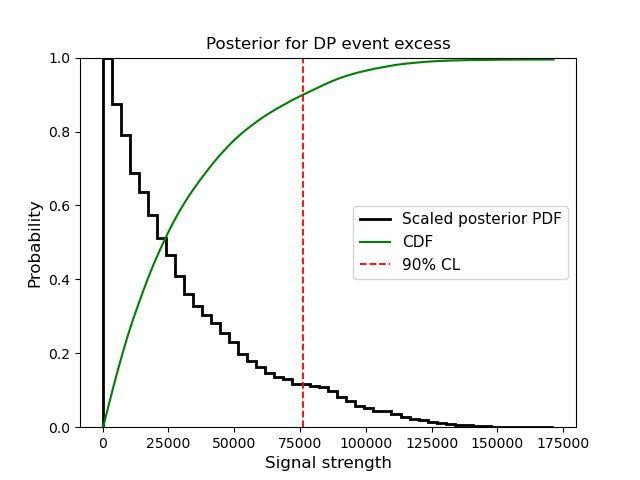 Posterior for DP event excess
1.0
0.8
0.6
0.4
0.2
0.0
Probability
Scaled posterior PDF
CDF
90% CL
0 25000 50000 75000 100000 125000 150000 175000
Signal strength